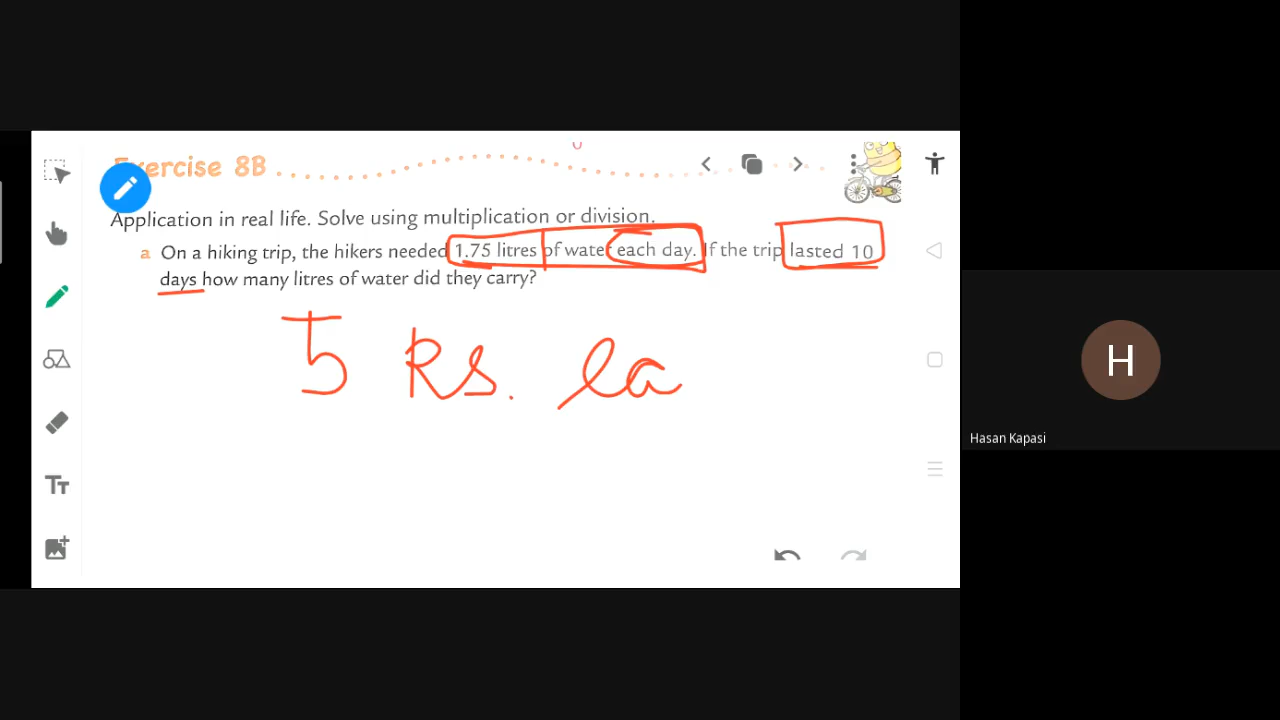 Exercise 8B
Application in real life. Solve using multiplication or division.
a On a hiking trip, the hikers needed 1.75 litres of water each day. If the trip lasted 10
days how many litres of water did they carry?
5 Rs. ea
Tт
H
Hasan Kapasi